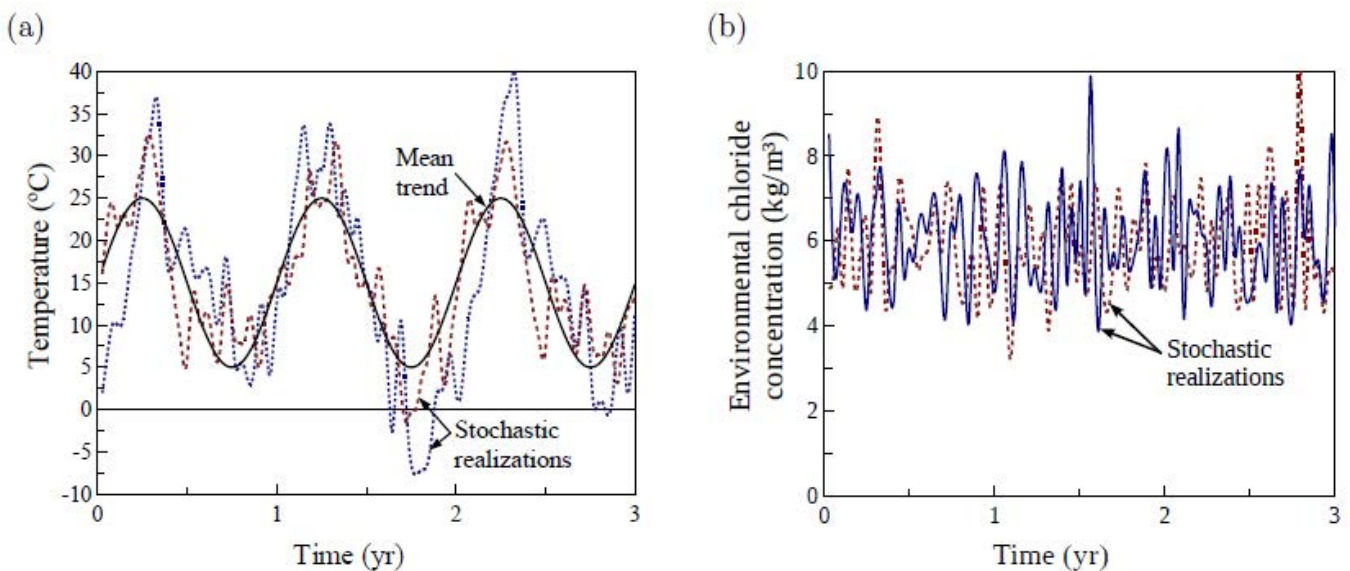 (a)
40
35
30
25
20
15
10
5
0
-5
-10
Temperature (ºC)
Mean
trend
Stochastic
realizations
0
1
2
3
Time (yr)
(b)
10
8
6
4
2
0
Environmental chloride
concentration (kg/m³)
Stochastic
realizations
0
1
2
3
Time (yr)